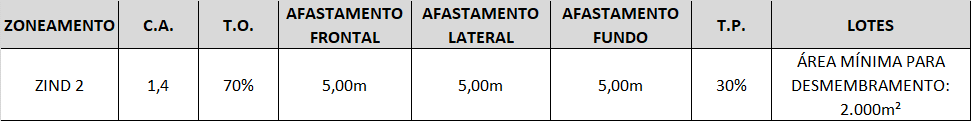 ZONEAMENTO C.A. T.O. AFASTAMENTO FRONTAL AFASTAMENTO LATERAL AFASTAMENTO FUNDO T.P. LOTES
ZIND 2 1,4 70% 5,00m 5,00m 5,00m 30% ÁREA MÍNIMA PARA DESMEMBRAMENTO: 2.000m²